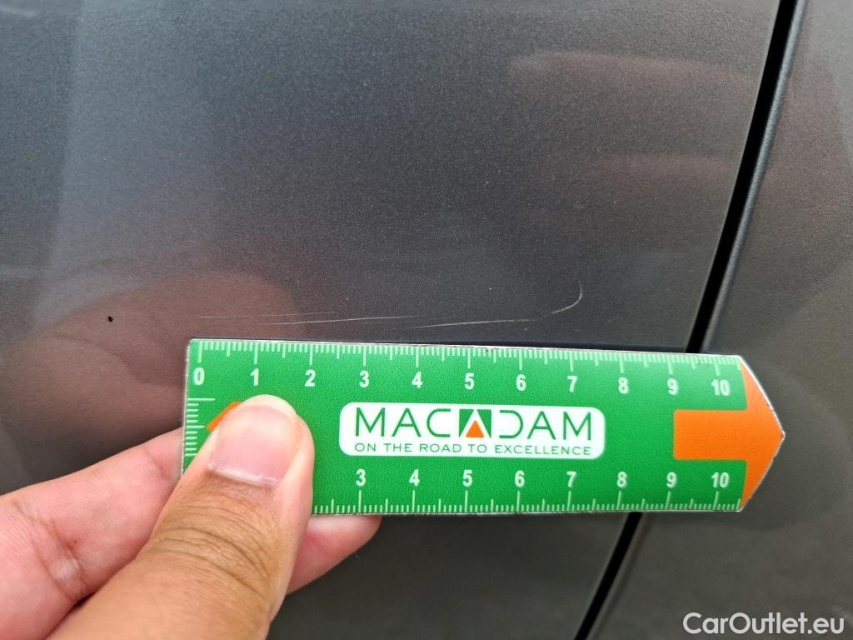 0 1 2 3 4 5 6 7 8 9 10
MACADAM
ON THE ROAD TO EXCELLENCE
3 4 5 6 7 8 9 10
CarOutlet.eu